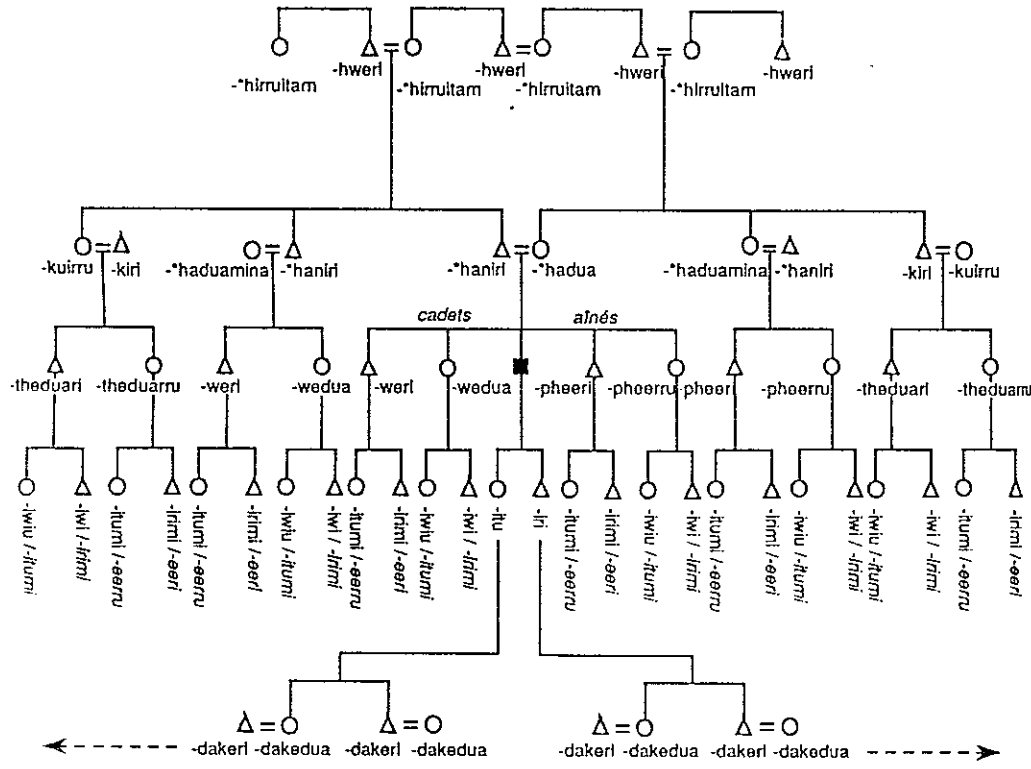 -hweri -hweri -hweri -hweri
-*hirruitam -*hirruitam -*hirruitam -*hirruitam
-kuirru -kiri -*haduamina -*haniri -*haniri -*hadua -*haduamina -*haniri -kiri -kuirru
cadets aînés
-theduari -theduarru -weri -wedua -weri -wedua -pheeri -pheerru -pheeri -pheerru -theduari -theduarru
-iwiu / -itumi
-iwi / -irimi
-itumi / -eerru
-irimi / -eeri
-itumi / -eerru
-irimi / -eeri
-iwiu / -itumi
-iwi / -irimi
-itumi / -eerru
-irimi / -eeri
-iwiu / -itumi
-iwi / -irimi
-itu
-iri
-itumi / -eerru
-irimi / -eeri
-iwiu / -itumi
-iwi / -irimi
-itumi / -eerru
-irimi / -eeri
-iwiu / -itumi
-iwi / -irimi
-iwiu / -itumi
-iwi / -irimi
-itumi / -eerru
-irimi / -eeri
-dakeri -dakedua -dakeri -dakedua -dakeri -dakedua -dakeri -dakedua